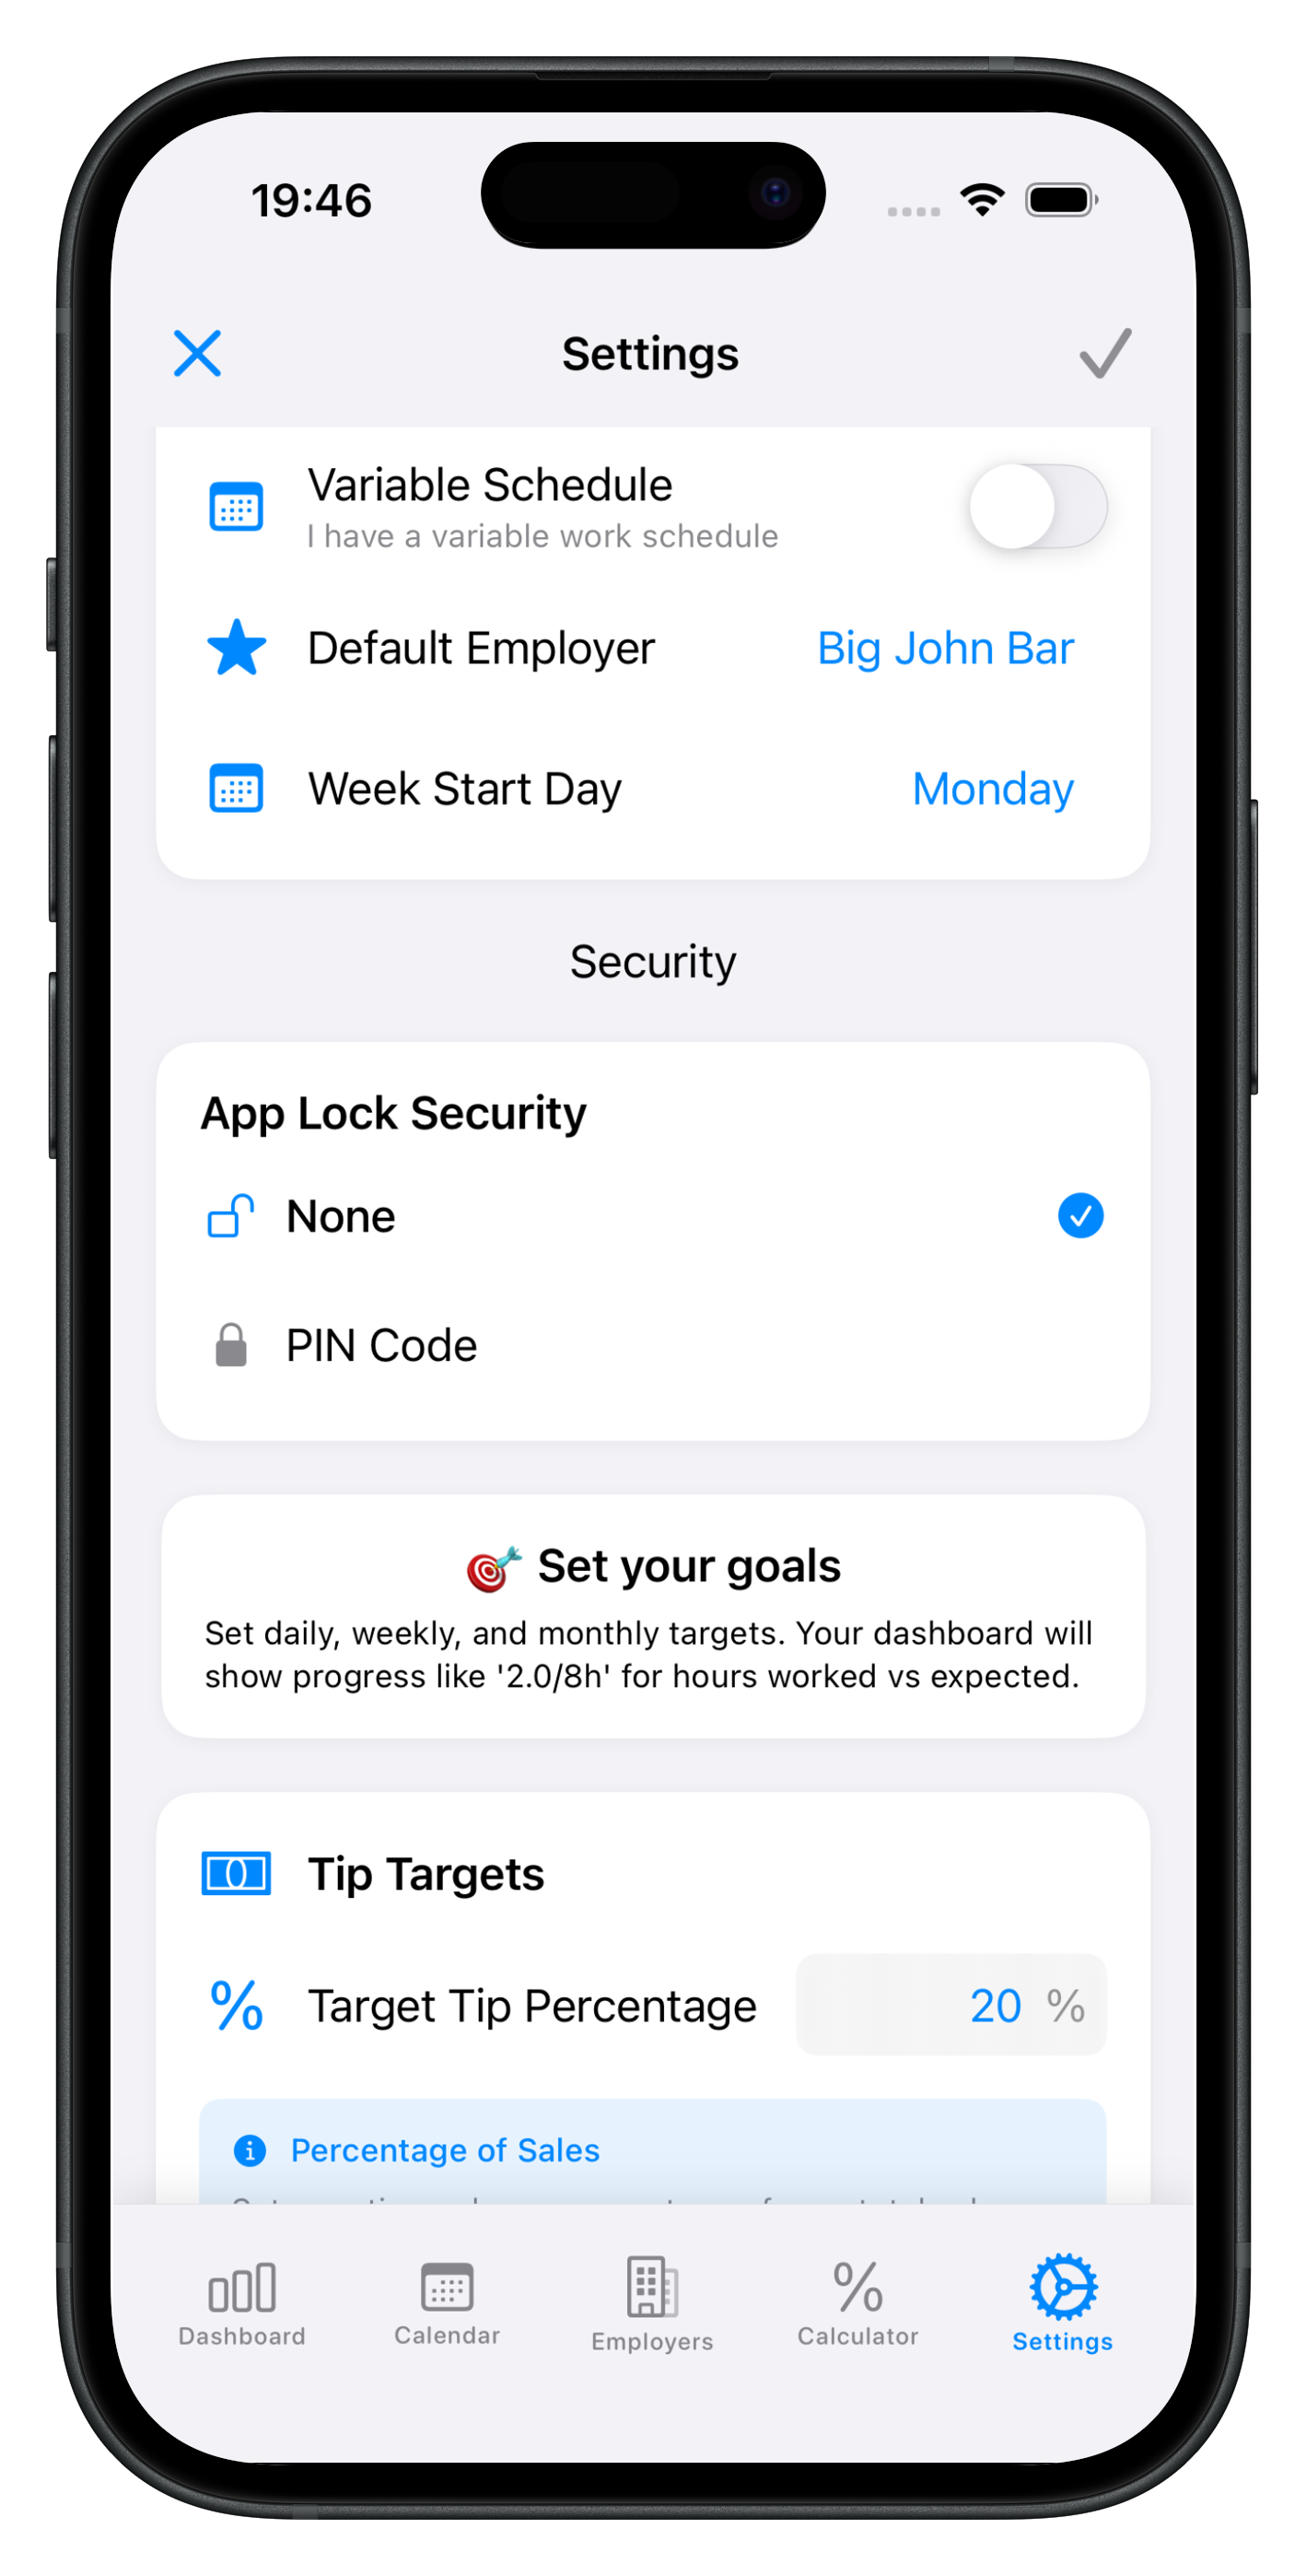 19:46
Settings
Variable Schedule
I have a variable work schedule
Default Employer Big John Bar
Week Start Day Monday
Security
App Lock Security
None
PIN Code
🎯 Set your goals
Set daily, weekly, and monthly targets. Your dashboard will
show progress like '2.0/8h' for hours worked vs expected.
Tip Targets
% Target Tip Percentage 20 %
Percentage of Sales
Dashboard Calendar Employers Calculator Settings